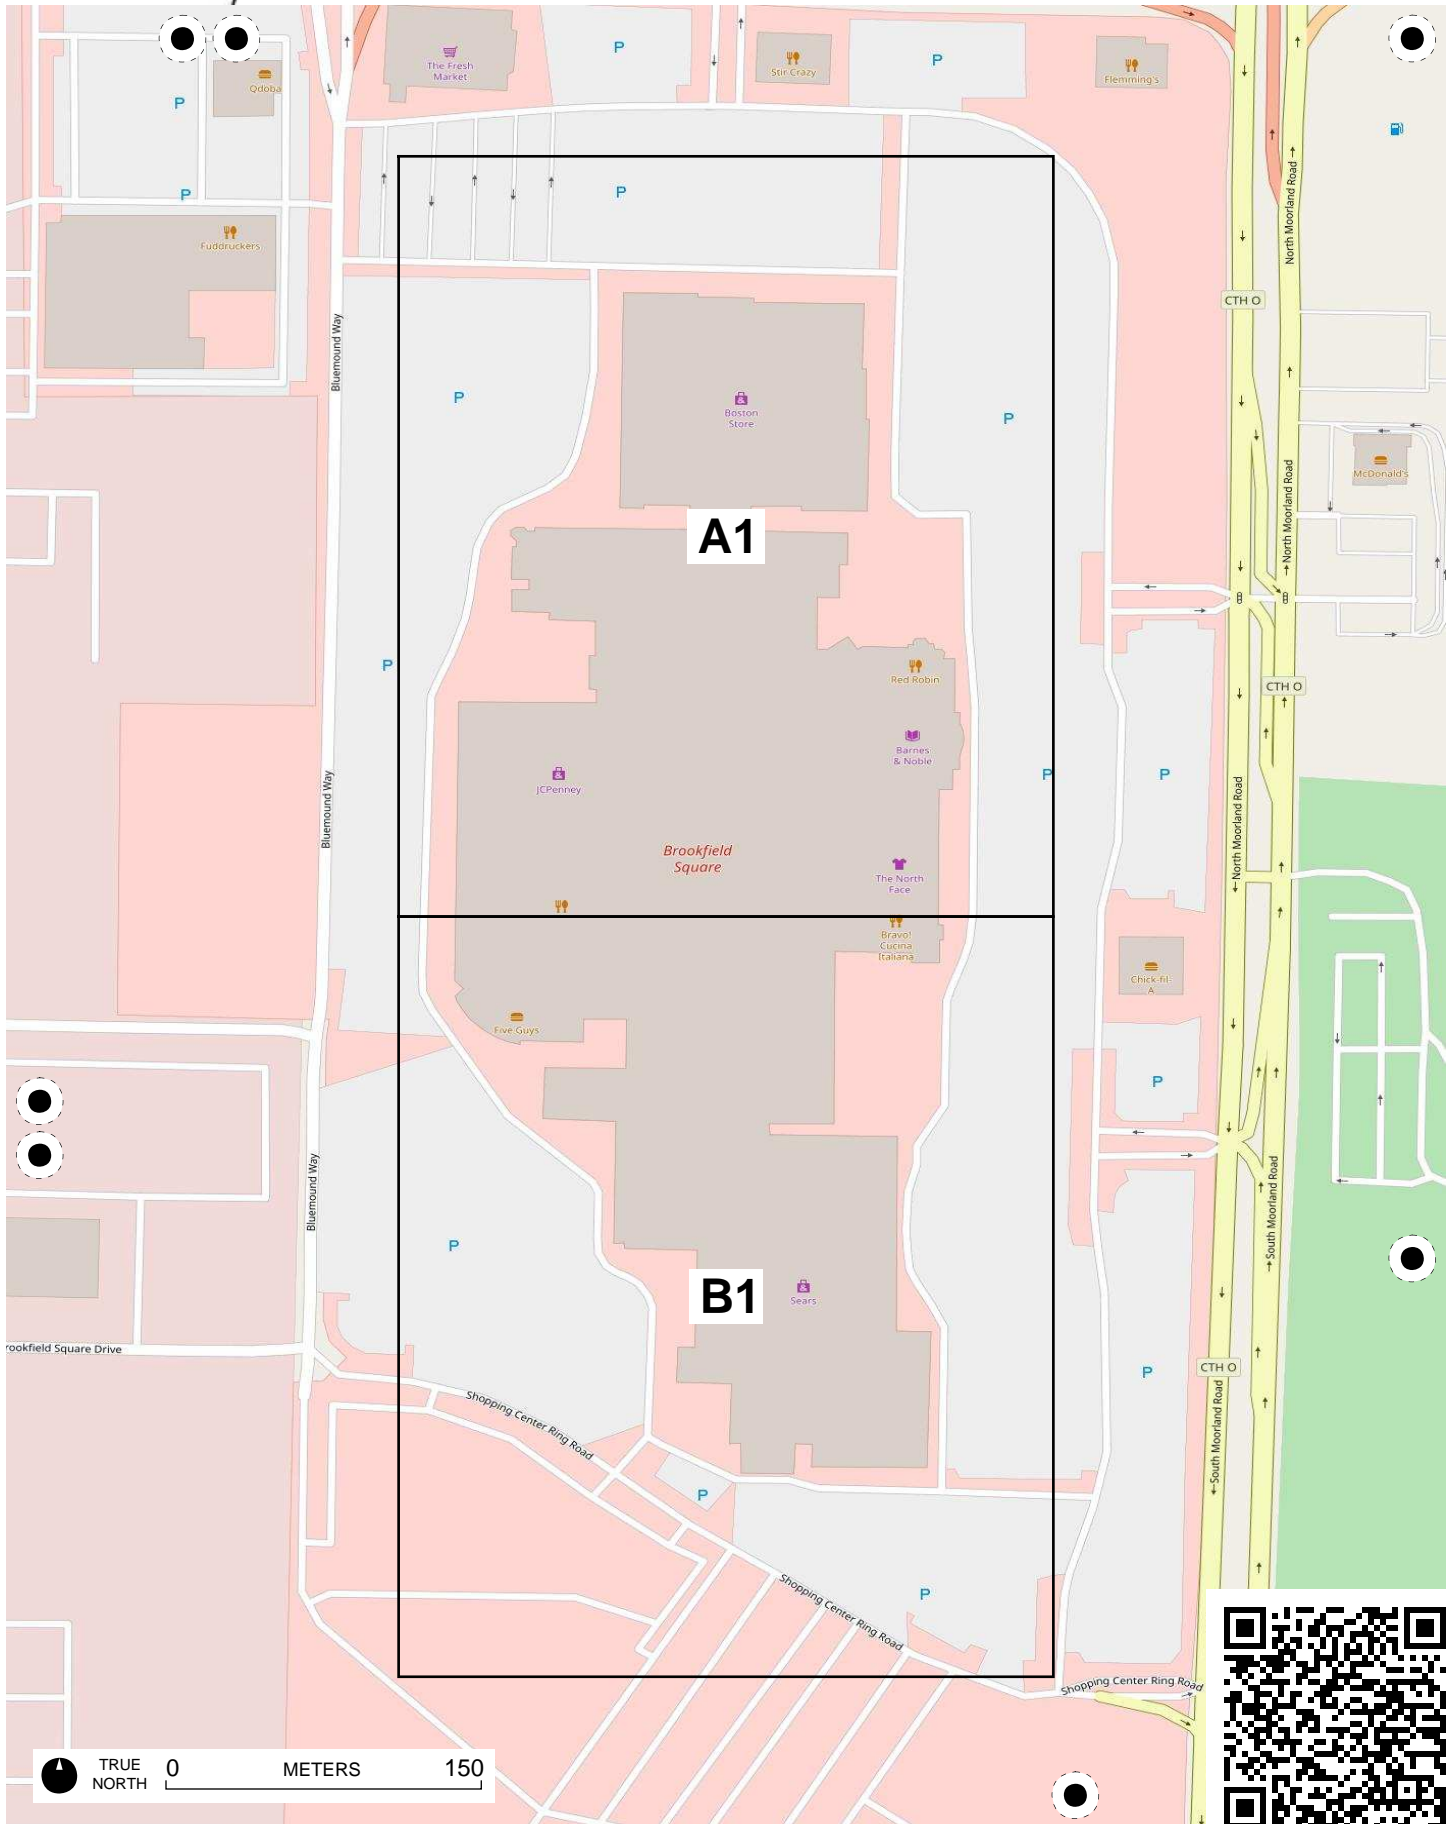 The Fresh
Market
P
Stir Crazy
P
Flemming's
Qdoba
P
P
P
Fuddruckers
North Moorland Road
CTH O
Bluemound Way
P
Boston
Store
P
McDonald's
North Moorland Road
A1
P
Red Robin
CTH O
Barnes
& Noble
JCPenney
P
P
Bluemound Way
North Moorland Road
Brookfield
Square
The North
Face
Bravo!
Cucina
Italiana
Chick-fil-
A
Five Guys
P
Bluemound Way
South Moorland Road
P
B1
Sears
rookfield Square Drive
CTH O
P
Shopping Center Ring Road
South Moorland Road
P
P
Shopping Center Ring Road
Shopping Center Ring Road
TRUE
NORTH
0 METERS 150